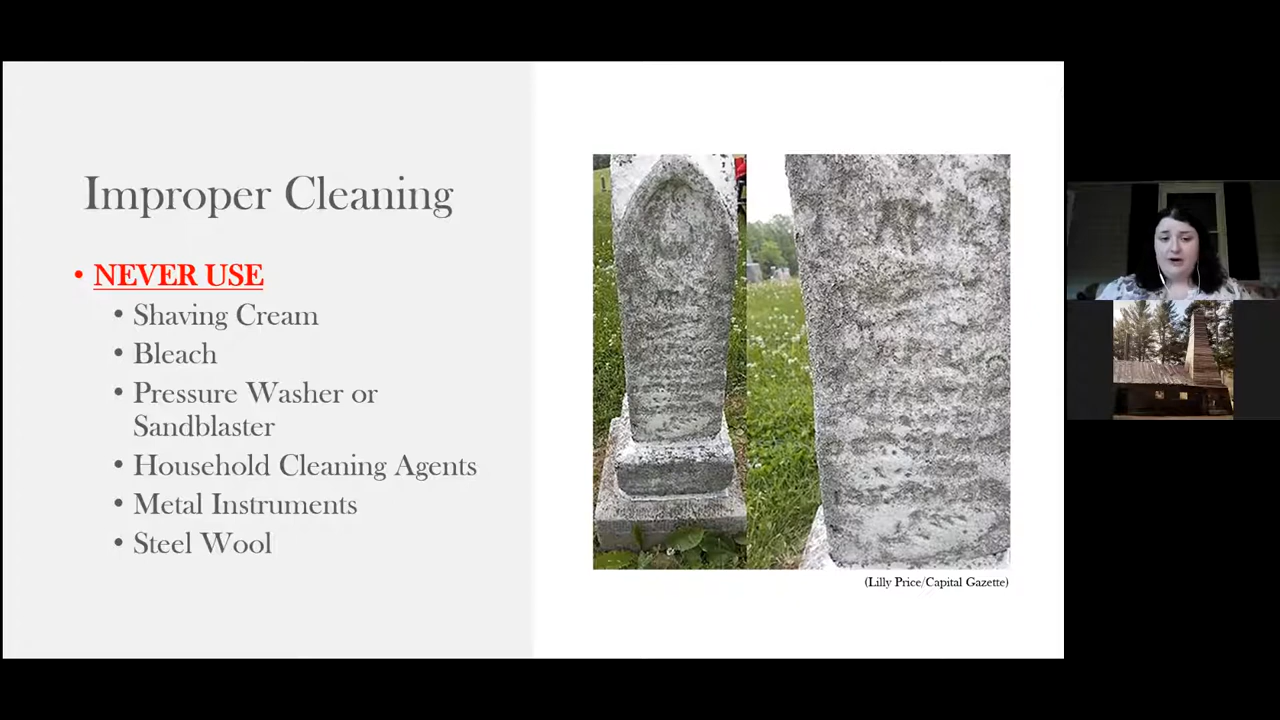 Improper Cleaning
• NEVER USE
• Shaving Cream
• Bleach
• Pressure Washer or
Sandblaster
• Household Cleaning Agents
• Metal Instruments
• Steel Wool
(Lilly Price/Capital Gazette)